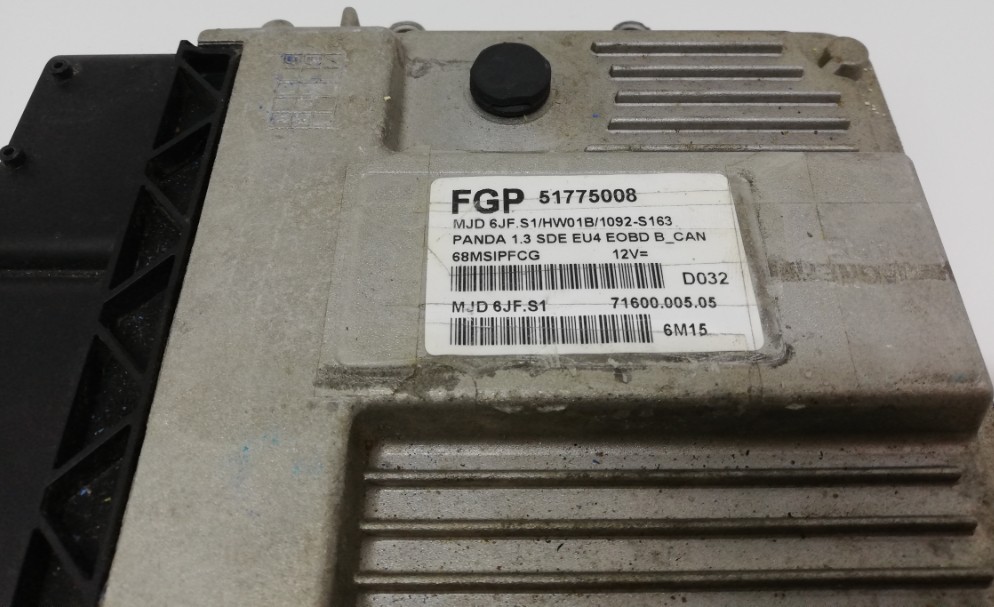 FGP 51775008
MJD 6JF.S1/HW01B/1092-S163
PANDA 1.3 SDE EU4 EOBD B_CAN
68MSIPFCG 12V=
D032
MJD 6JF.S1 71600.005.05
6M15